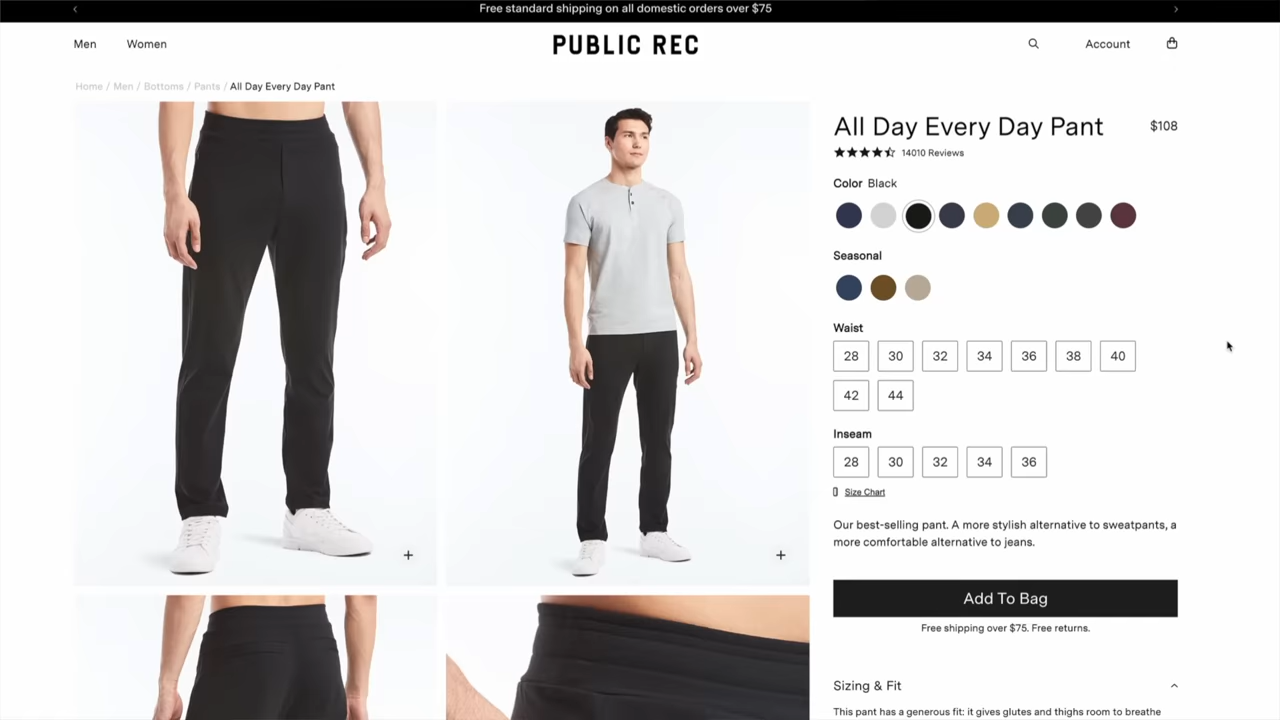 Free standard shipping on all domestic orders over $75
Men Women PUBLIC REC Account
Home / Men / Bottoms / Pants / All Day Every Day Pant
All Day Every Day Pant $108
14010 Reviews
Color Black
Seasonal
Waist
28 30 32 34 36 38 40
42 44
Inseam
28 30 32 34 36
Size Chart
Our best-selling pant. A more stylish alternative to sweatpants, a
more comfortable alternative to jeans.
Add To Bag
Free shipping over $75. Free returns.
Sizing & Fit
This pant has a generous fit: it gives glutes and thighs room to breathe